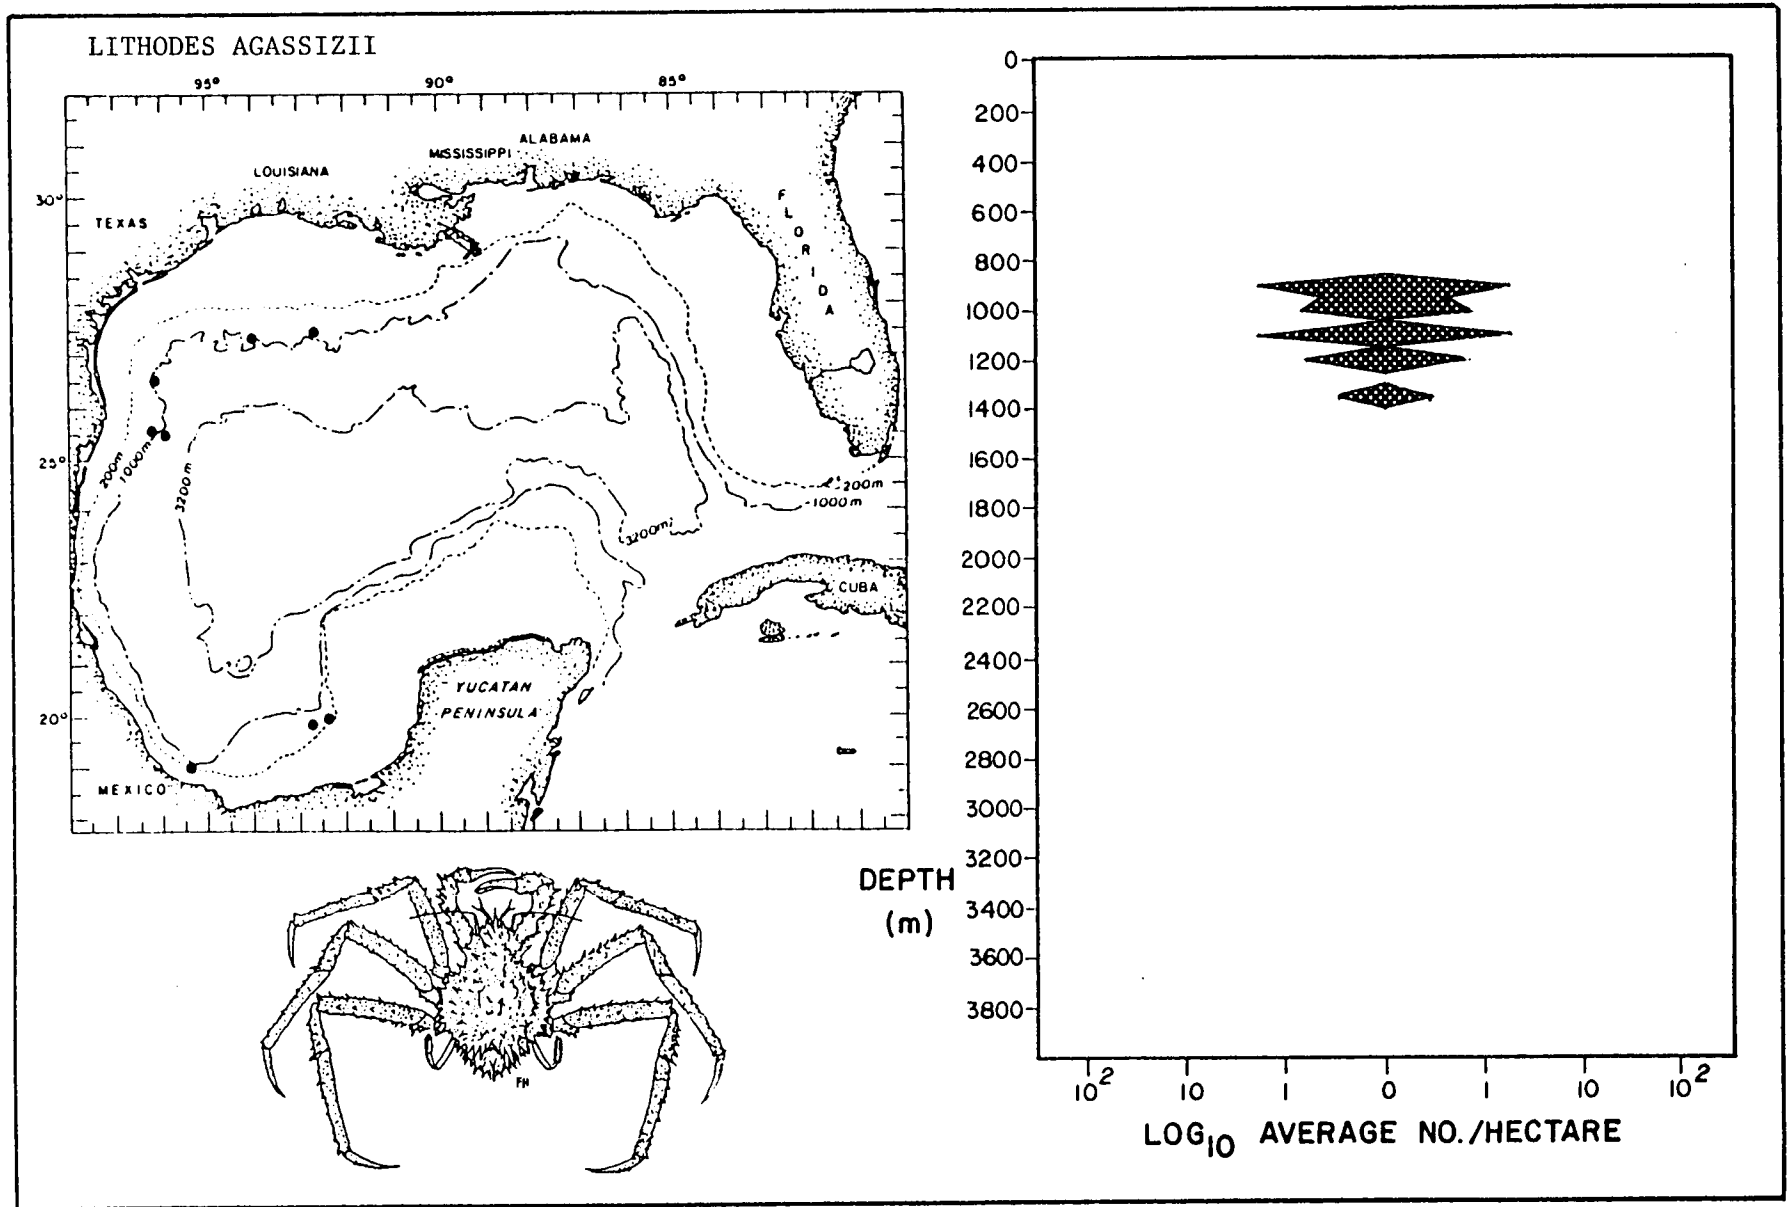 LITHODES AGASSIZII
95° 90° 85°
ALABAMA
MISSISSIPPI
LOUISIANA
30°
TEXAS
FLORIDA
25°
200m
1000m
3200m
200m
1000m
3200m
CUBA
YUCATAN
PENINSULA
20°
MEXICO
FH
0
200
400
600
800
1000
1200
1400
1600
1800
2000
2200
2400
2600
2800
3000
3200
3400
3600
3800
DEPTH
(m)
10² 10 1 0 1 10 10²
LOG₁₀ AVERAGE NO./HECTARE